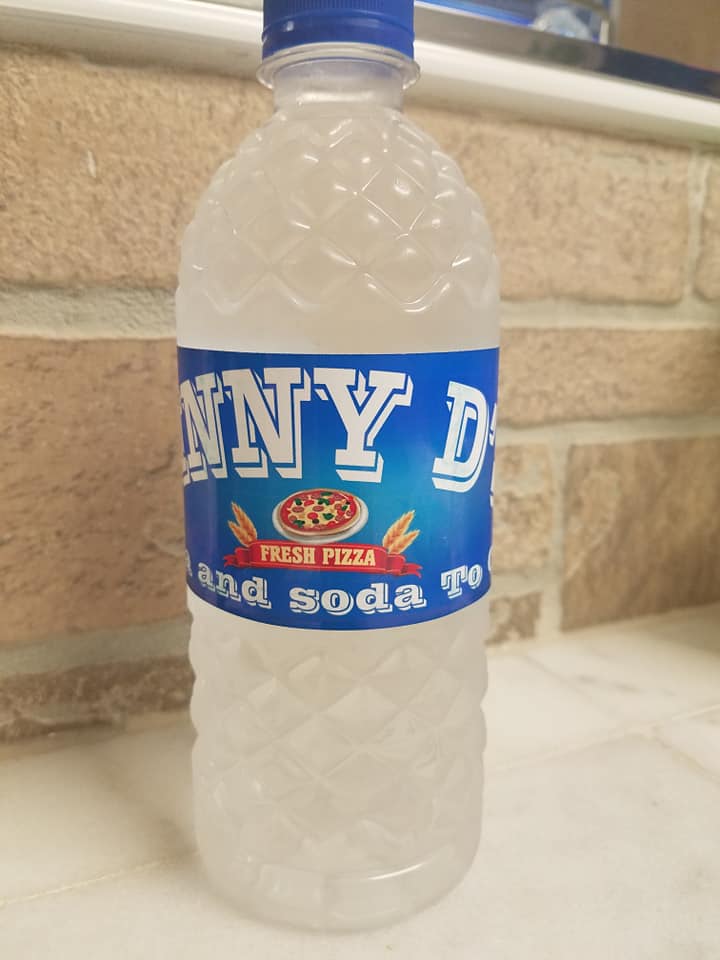 NNY D'
FRESH PIZZA
and soda To